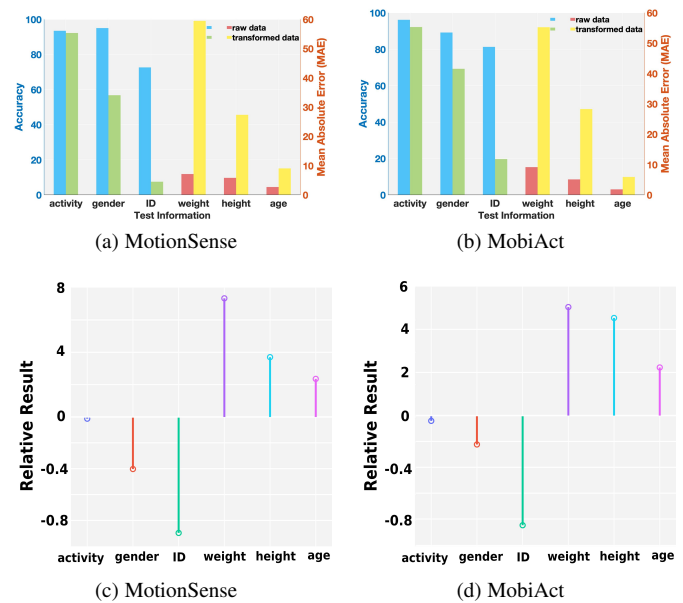 raw data
transformed data
Accuracy
100
80
60
40
20
0
Mean Absolute Error (MAE)
60
50
40
30
20
10
0
activity gender ID weight height age
Test Information
(a) MotionSense
raw data
transformed data
Accuracy
100
80
60
40
20
0
Mean Absolute Error (MAE)
60
50
40
30
20
10
0
activity gender ID weight height age
Test Information
(b) MobiAct
Relative Result
8
4
0
-0.4
-0.8
activity gender ID weight height age
(c) MotionSense
Relative Result
6
4
2
0
-0.4
-0.8
activity gender ID weight height age
(d) MobiAct